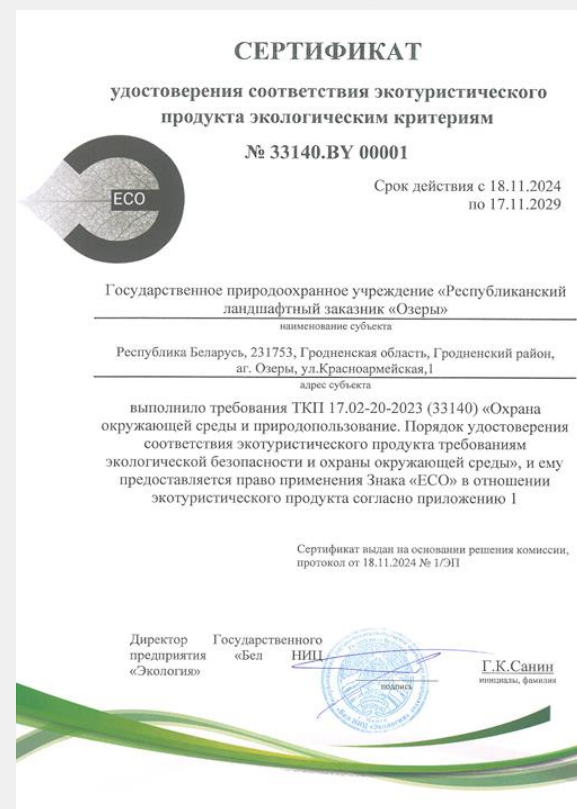 СЕРТИФИКАТ
удостоверения соответствия экотуристического
продукта экологическим критериям
№ 33140.BY 00001
ECO
Срок действия с 18.11.2024
по 17.11.2029
Государственное природоохранное учреждение «Республиканский
ландшафтный заказник «Озеры»
наименование субъекта
Республика Беларусь, 231753, Гродненская область, Гродненский район,
аг. Озеры, ул.Красноармейская,1
адрес субъекта
выполнило требования ТКП 17.02-20-2023 (33140) «Охрана
окружающей среды и природопользование. Порядок удостоверения
соответствия экотуристического продукта требованиям
экологической безопасности и охраны окружающей среды», и ему
предоставляется право применения Знака «ECO» в отношении
экотуристического продукта согласно приложению 1
Сертификат выдан на основании решения комиссии,
протокол от 18.11.2024 № 1/ЭП
Директор Государственного
предприятия «Бел НИЦ
«Экология»
подпись
Г.К.Санин
инициалы, фамилия